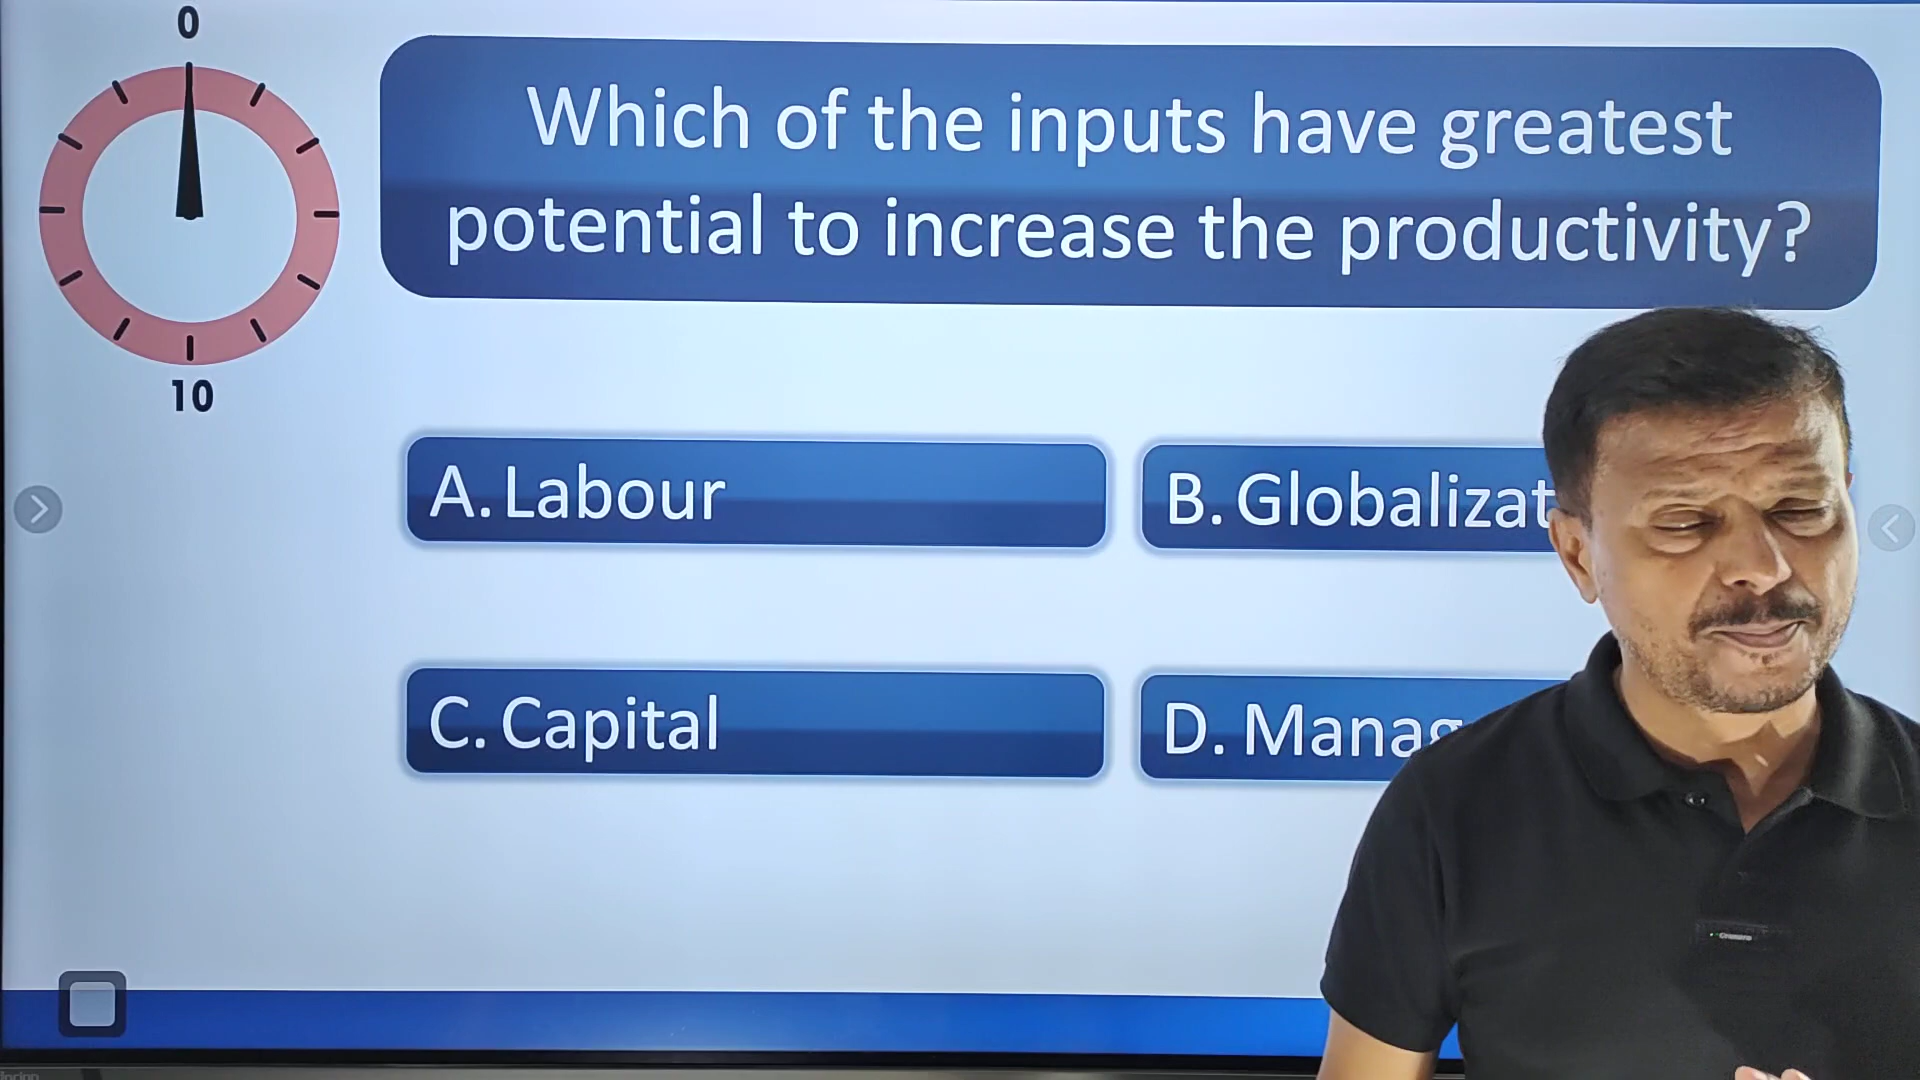 0
10
Which of the inputs have greatest
potential to increase the productivity?
A. Labour
B. Globalizat
C. Capital
D. Manag